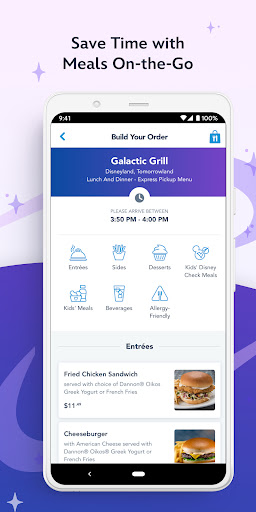 Save Time with
Meals On-the-Go
9:41
100%
Build Your Order
Galactic Grill
Disneyland, Tomorrowland
Lunch And Dinner - Express Pickup Menu
PLEASE ARRIVE BETWEEN
3:50 PM - 4:00 PM
Entrées
Sides
Desserts
Kids' Disney
Check Meals
Kids' Meals
Beverages
Allergy-
Friendly
Entrées
Fried Chicken Sandwich
served with choice of Dannon® Oikos
Greek Yogurt or French Fries
$11.49
Cheeseburger
with American Cheese served with
Dannon® Oikos Greek Yogurt or French
Fries